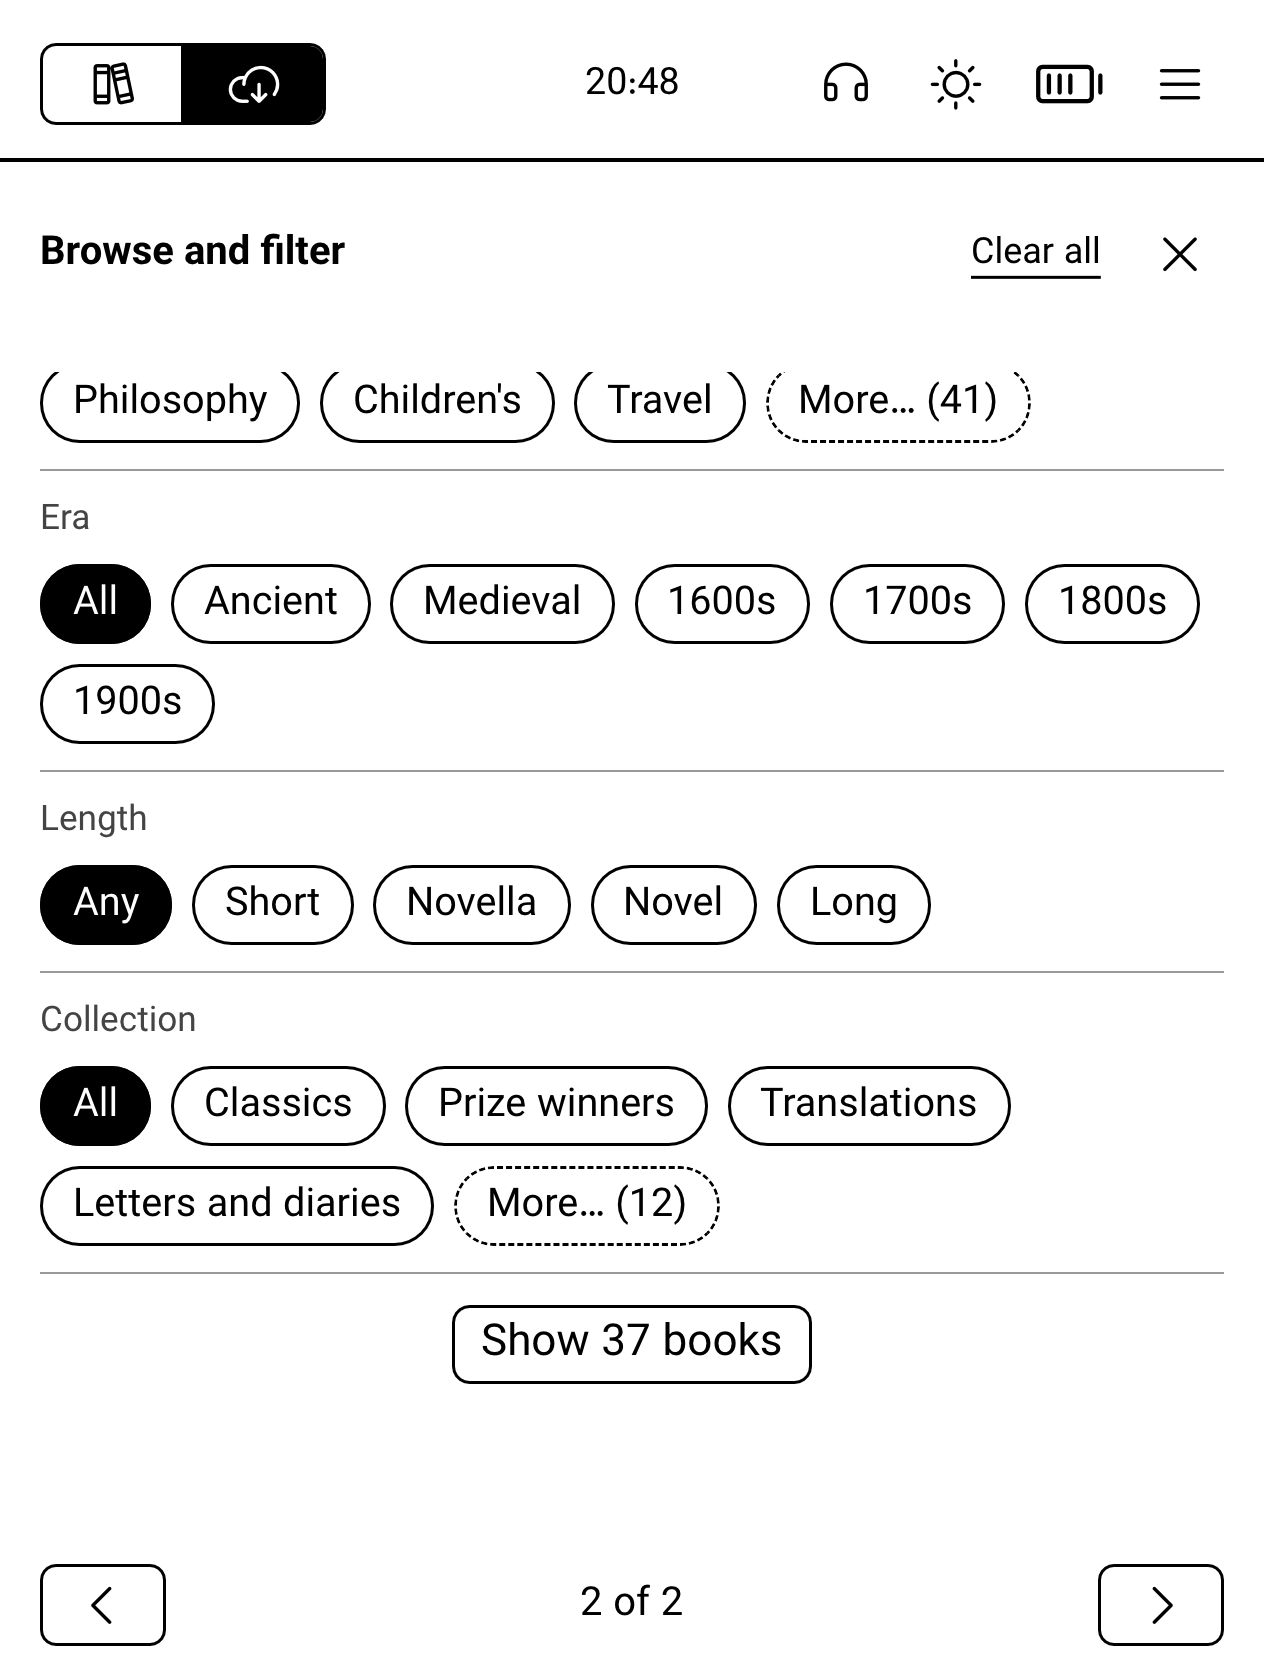 20:48
Browse and filter Clear all
Philosophy Children's Travel More... (41)
Era
All Ancient Medieval 1600s 1700s 1800s
1900s
Length
Any Short Novella Novel Long
Collection
All Classics Prize winners Translations
Letters and diaries More... (12)
Show 37 books
2 of 2